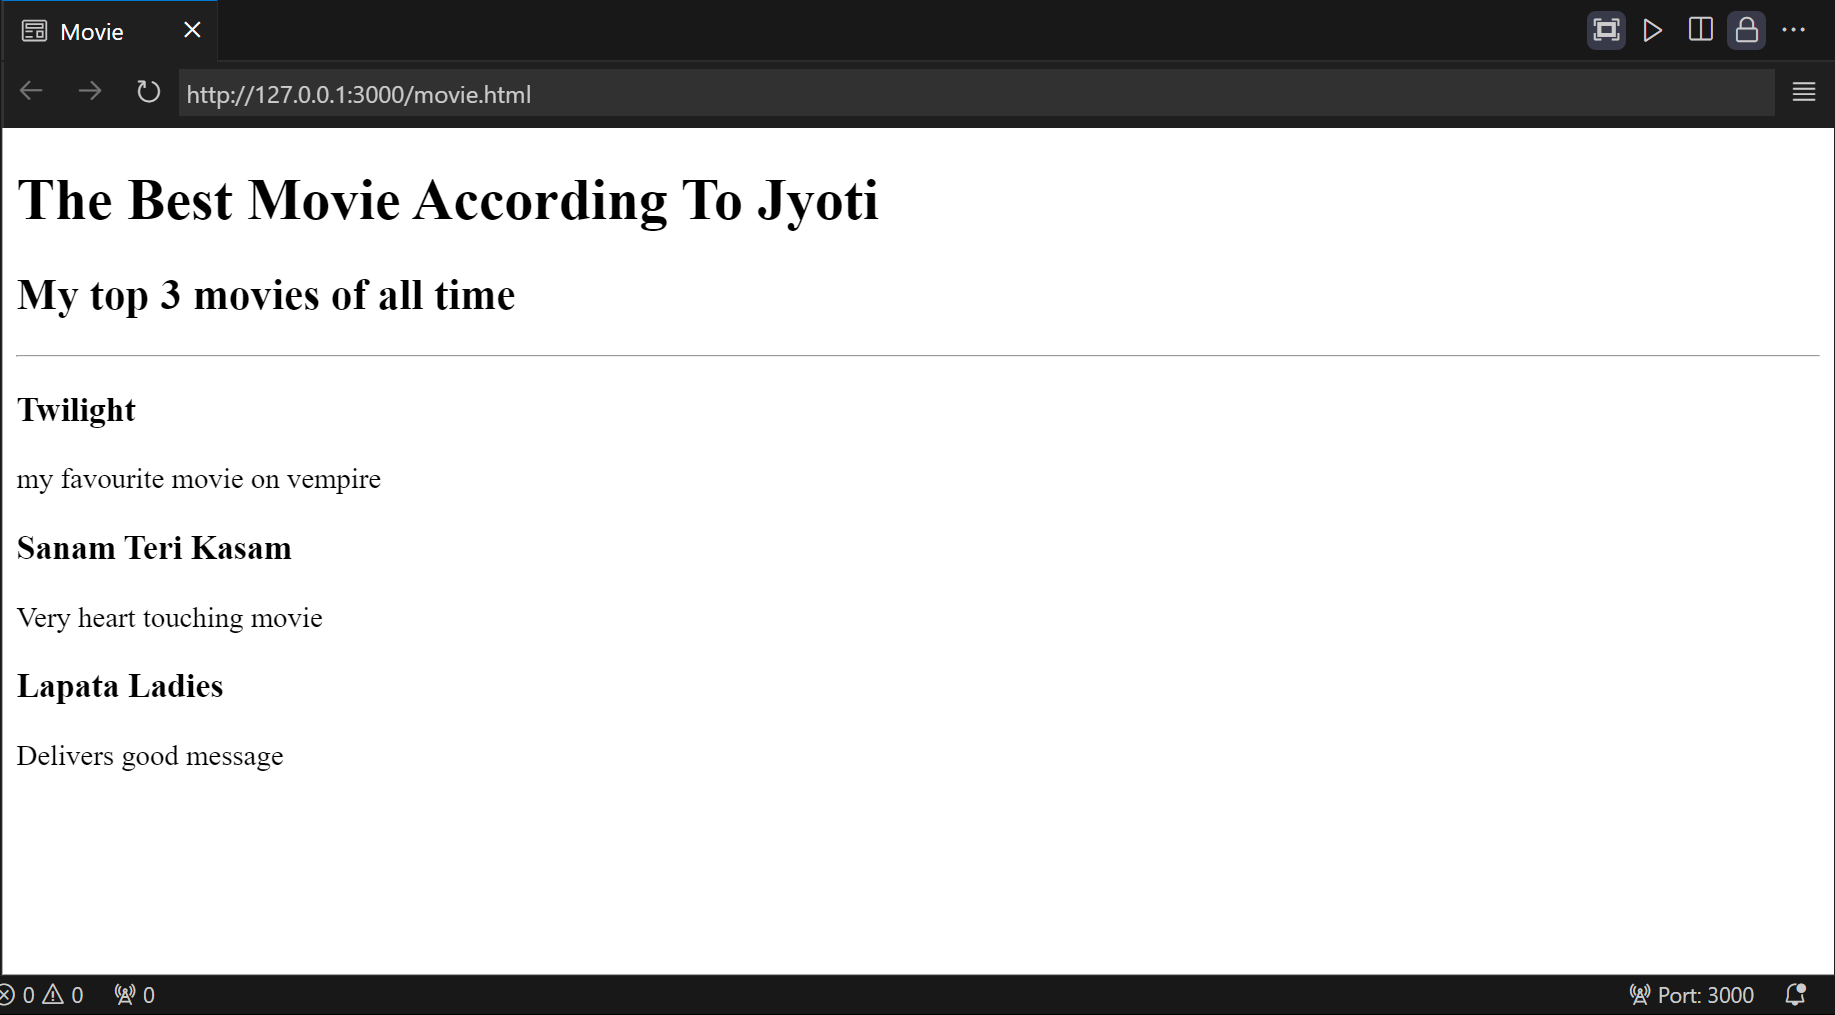 Movie
http://127.0.0.1:3000/movie.html
The Best Movie According To Jyoti
My top 3 movies of all time
Twilight
my favourite movie on vempire
Sanam Teri Kasam
Very heart touching movie
Lapata Ladies
Delivers good message
0 0 0 Port: 3000